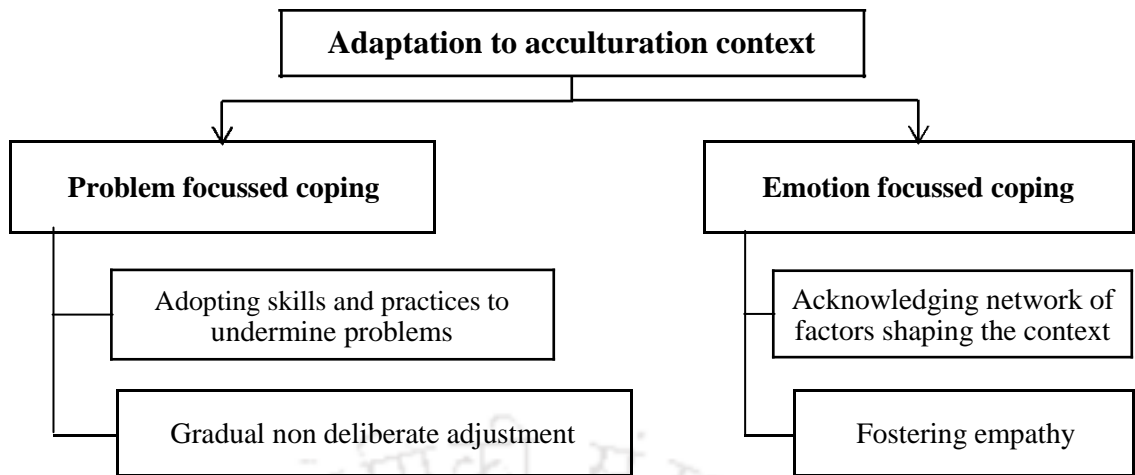 Adaptation to acculturation context
Problem focussed coping
Emotion focussed coping
Adopting skills and practices to
undermine problems
Acknowledging network of
factors shaping the context
Gradual non deliberate adjustment
Fostering empathy